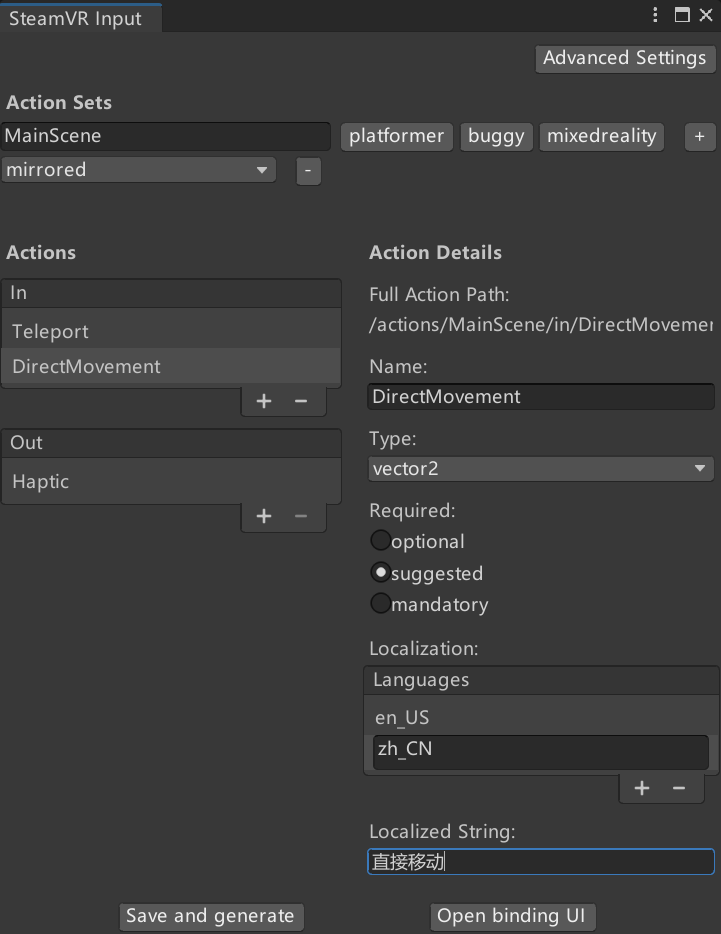 SteamVR Input
Advanced Settings
Action Sets
MainScene platformer buggy mixedreality +
mirrored -
Actions
In
Teleport
DirectMovement
+ −
Out
Haptic
+ −
Action Details
Full Action Path:
/actions/MainScene/in/DirectMovemer
Name:
DirectMovement
Type:
vector2
Required:
optional
suggested
mandatory
Localization:
Languages
en_US
zh_CN
+ −
Localized String:
直接移动
Save and generate
Open binding UI